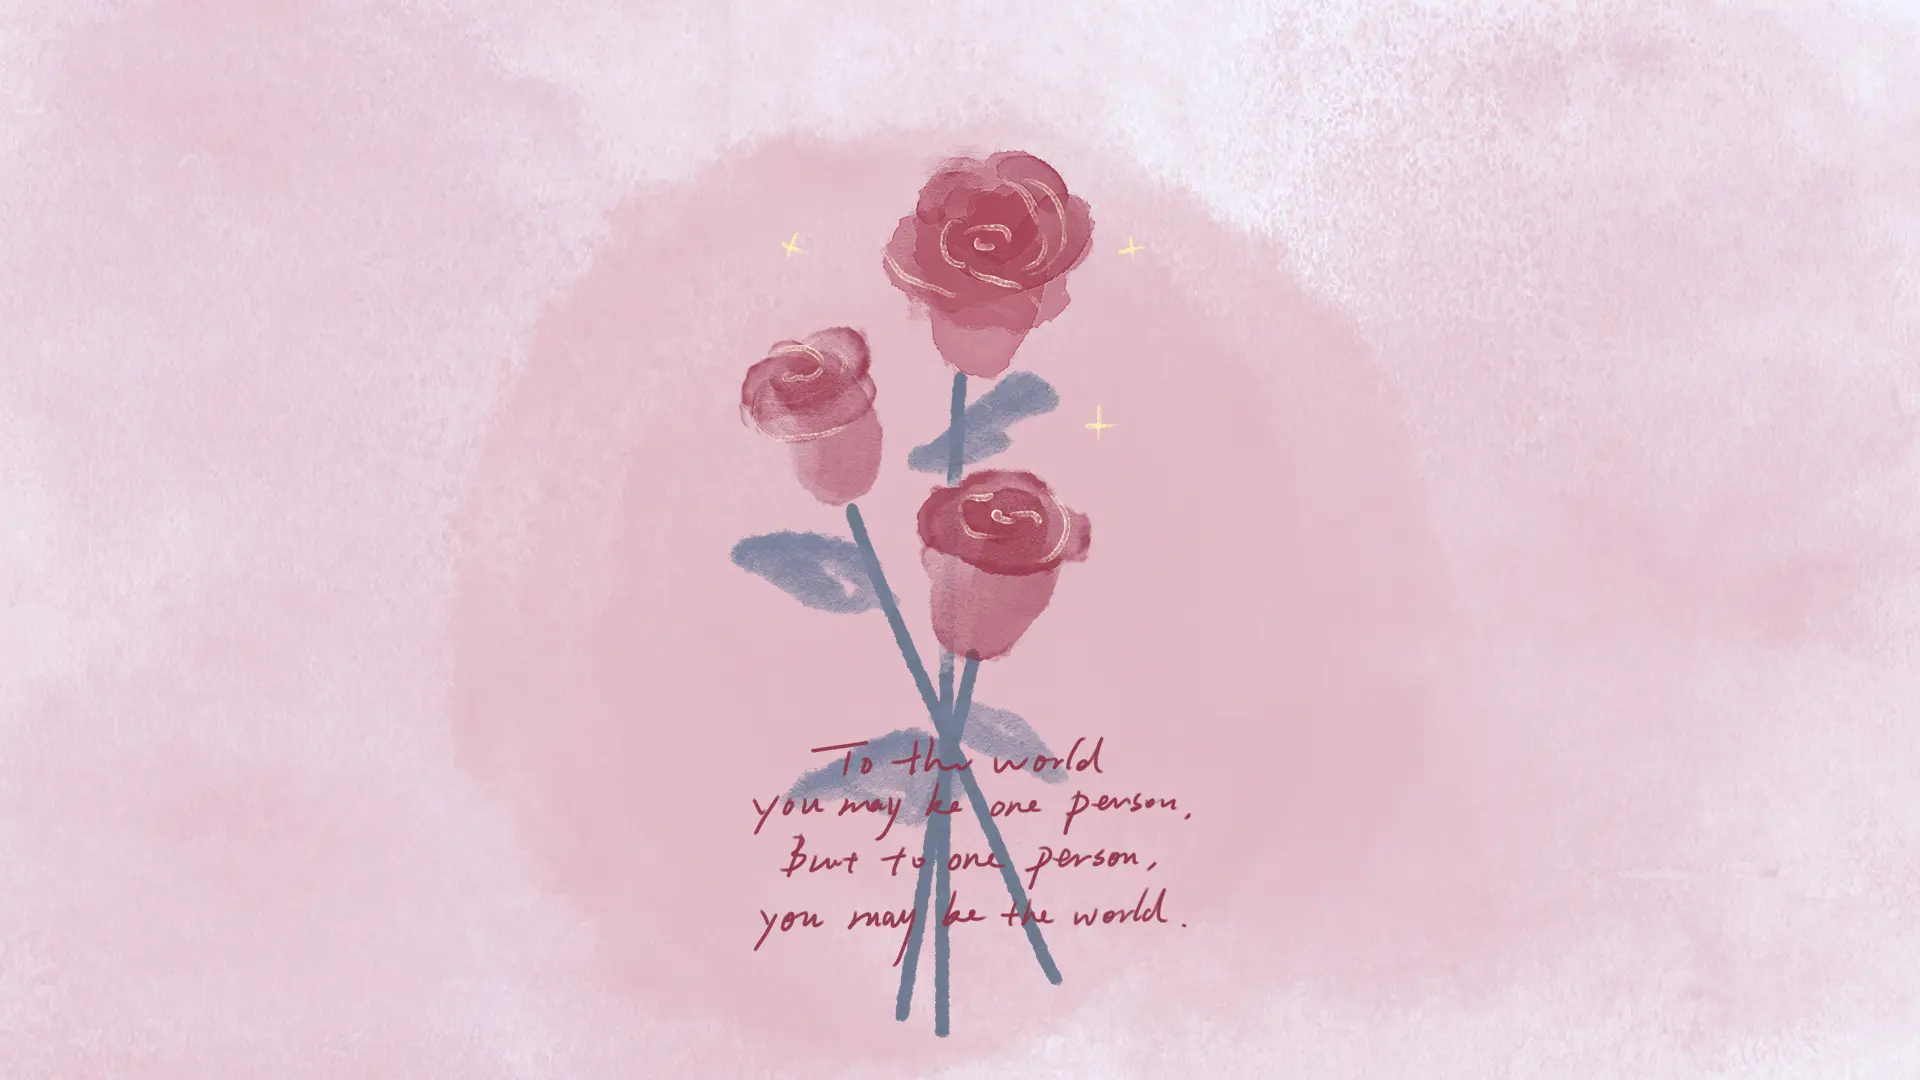 To the world
you may be one person,
But to one person,
you may be the world.